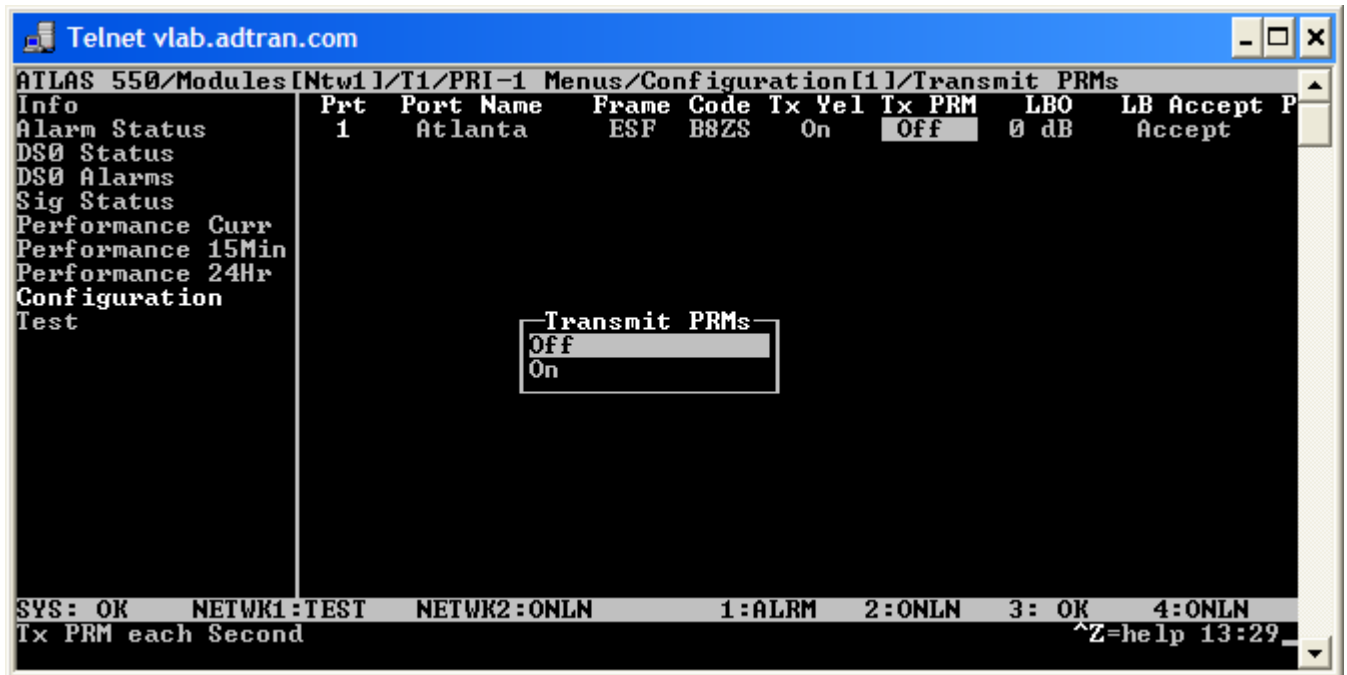 Telnet vlab.adtran.com
ATLAS 550/Modules[Ntw1]/T1/PRI-1 Menus/Configuration[1]/Transmit PRMs
Info Prt Port Name Frame Code Tx Yel Tx PRM LBO LB Accept P
Alarm Status 1 Atlanta ESF B8ZS On Off 0 dB Accept
DS0 Status
DS0 Alarms
Sig Status
Performance Curr
Performance 15Min
Performance 24Hr
Configuration
Test
Transmit PRMs
Off
On
SYS: OK NETWK1:TEST NETWK2:ONLN 1:ALRM 2:ONLN 3: OK 4:ONLN
Tx PRM each Second ^Z=help 13:29_